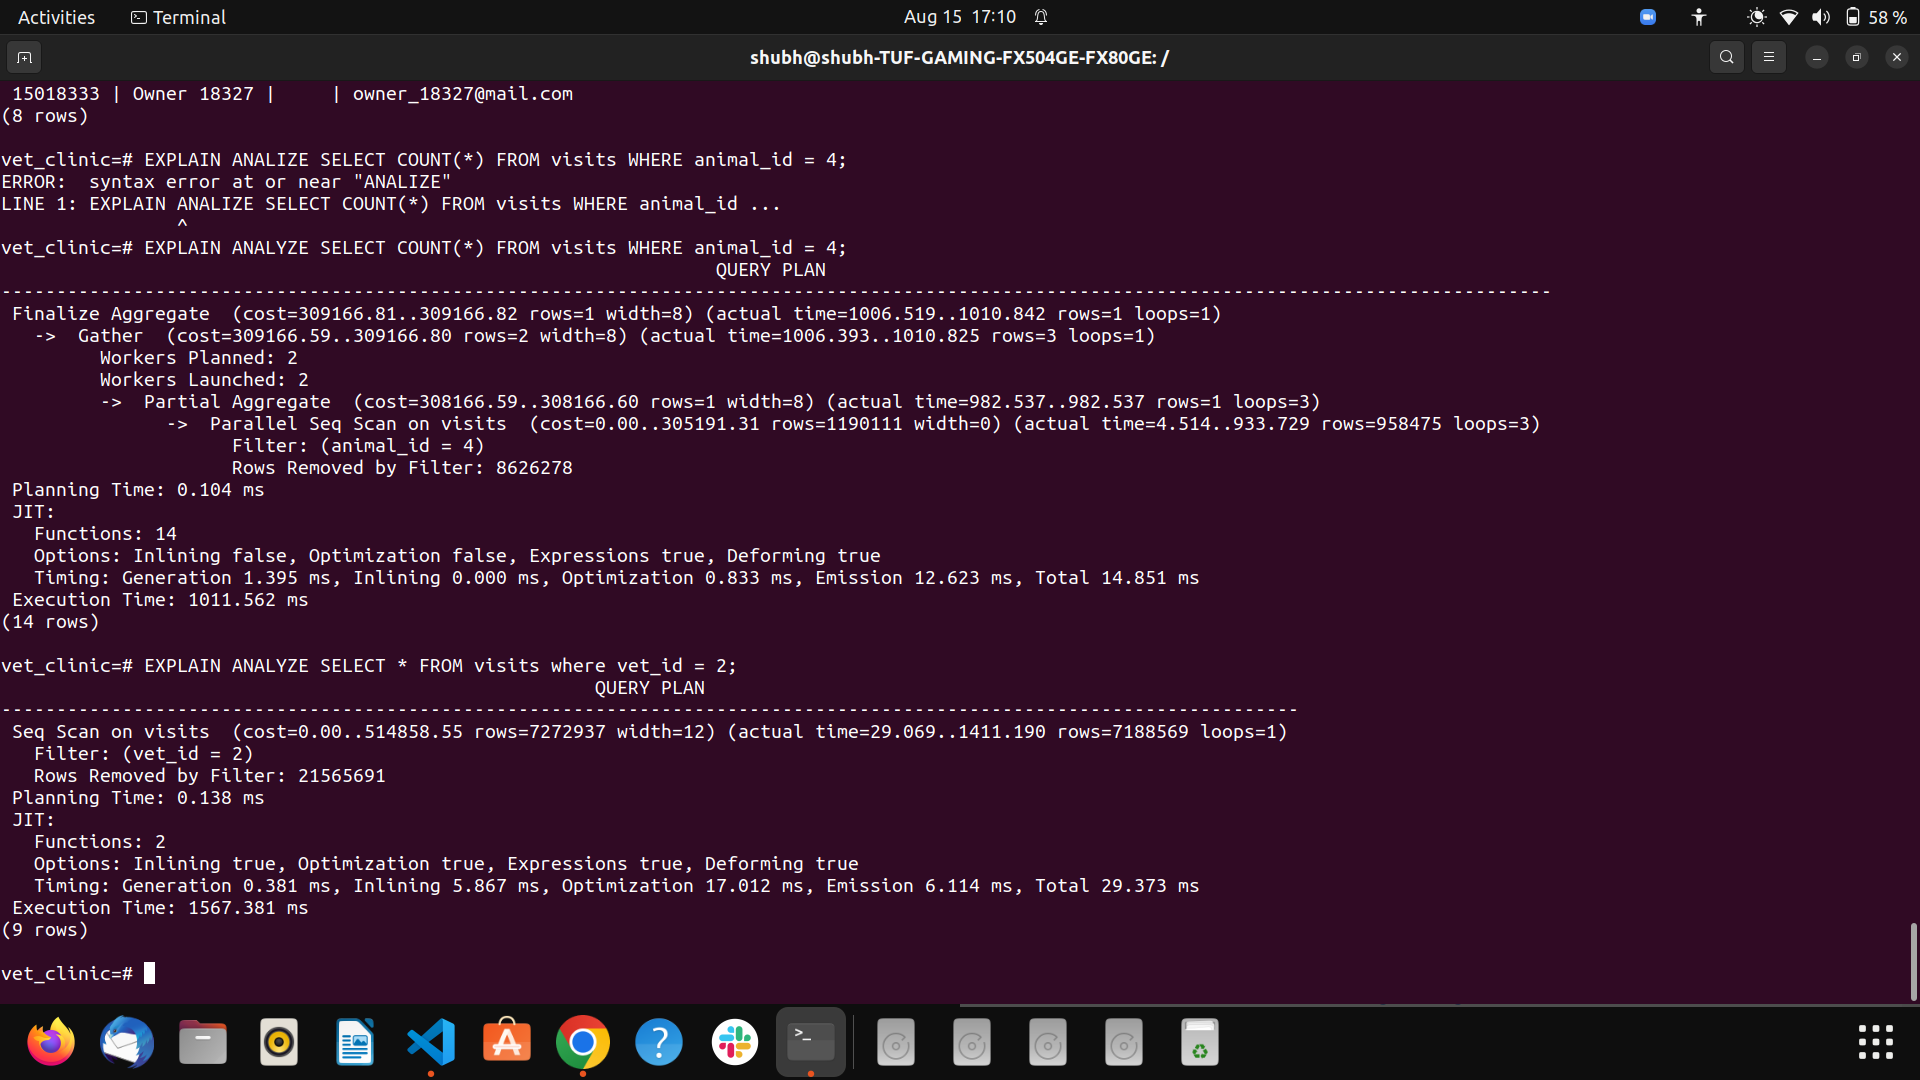 Activities
Terminal
Aug 15 17:10
58 %
shubh@shubh-TUF-GAMING-FX504GE-FX80GE: /
 15018333 | Owner 18327 |     | owner_18327@mail.com
(8 rows)
vet_clinic=# EXPLAIN ANALIZE SELECT COUNT(*) FROM visits WHERE animal_id = 4;
ERROR:  syntax error at or near "ANALIZE"
LINE 1: EXPLAIN ANALIZE SELECT COUNT(*) FROM visits WHERE animal_id ...
                ^
vet_clinic=# EXPLAIN ANALYZE SELECT COUNT(*) FROM visits WHERE animal_id = 4;
QUERY PLAN
---------------------------------------------------------------------------------------------------------------------------------------------
 Finalize Aggregate  (cost=309166.81..309166.82 rows=1 width=8) (actual time=1006.519..1010.842 rows=1 loops=1)
   ->  Gather  (cost=309166.59..309166.80 rows=2 width=8) (actual time=1006.393..1010.825 rows=3 loops=1)
         Workers Planned: 2
         Workers Launched: 2
         ->  Partial Aggregate  (cost=308166.59..308166.60 rows=1 width=8) (actual time=982.537..982.537 rows=1 loops=3)
               ->  Parallel Seq Scan on visits  (cost=0.00..305191.31 rows=1190111 width=0) (actual time=4.514..933.729 rows=958475 loops=3)
                     Filter: (animal_id = 4)
                     Rows Removed by Filter: 8626278
 Planning Time: 0.104 ms
 JIT:
   Functions: 14
   Options: Inlining false, Optimization false, Expressions true, Deforming true
   Timing: Generation 1.395 ms, Inlining 0.000 ms, Optimization 0.833 ms, Emission 12.623 ms, Total 14.851 ms
 Execution Time: 1011.562 ms
(14 rows)
vet_clinic=# EXPLAIN ANALYZE SELECT * FROM visits where vet_id = 2;
QUERY PLAN
----------------------------------------------------------------------------------------------------------------------
 Seq Scan on visits  (cost=0.00..514858.55 rows=7272937 width=12) (actual time=29.069..1411.190 rows=7188569 loops=1)
   Filter: (vet_id = 2)
   Rows Removed by Filter: 21565691
 Planning Time: 0.138 ms
 JIT:
   Functions: 2
   Options: Inlining true, Optimization true, Expressions true, Deforming true
   Timing: Generation 0.381 ms, Inlining 5.867 ms, Optimization 17.012 ms, Emission 6.114 ms, Total 29.373 ms
 Execution Time: 1567.381 ms
(9 rows)
vet_clinic=#